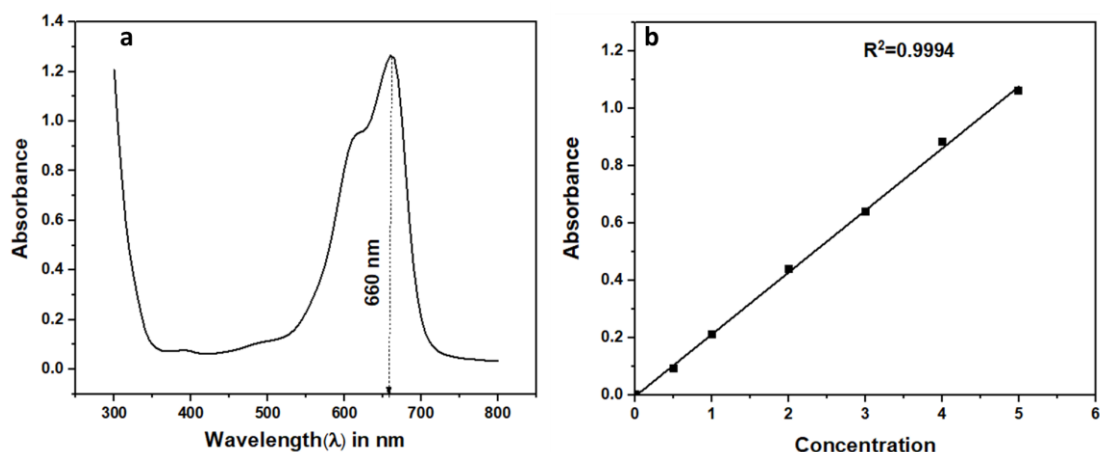 a
1.4
1.2
1.0
0.8
0.6
0.4
0.2
0.0
Absorbance
660 nm
300 400 500 600 700 800
Wavelength(λ) in nm
b
R²=0.9994
1.2
1.0
0.8
0.6
0.4
0.2
0.0
Absorbance
0 1 2 3 4 5 6
Concentration